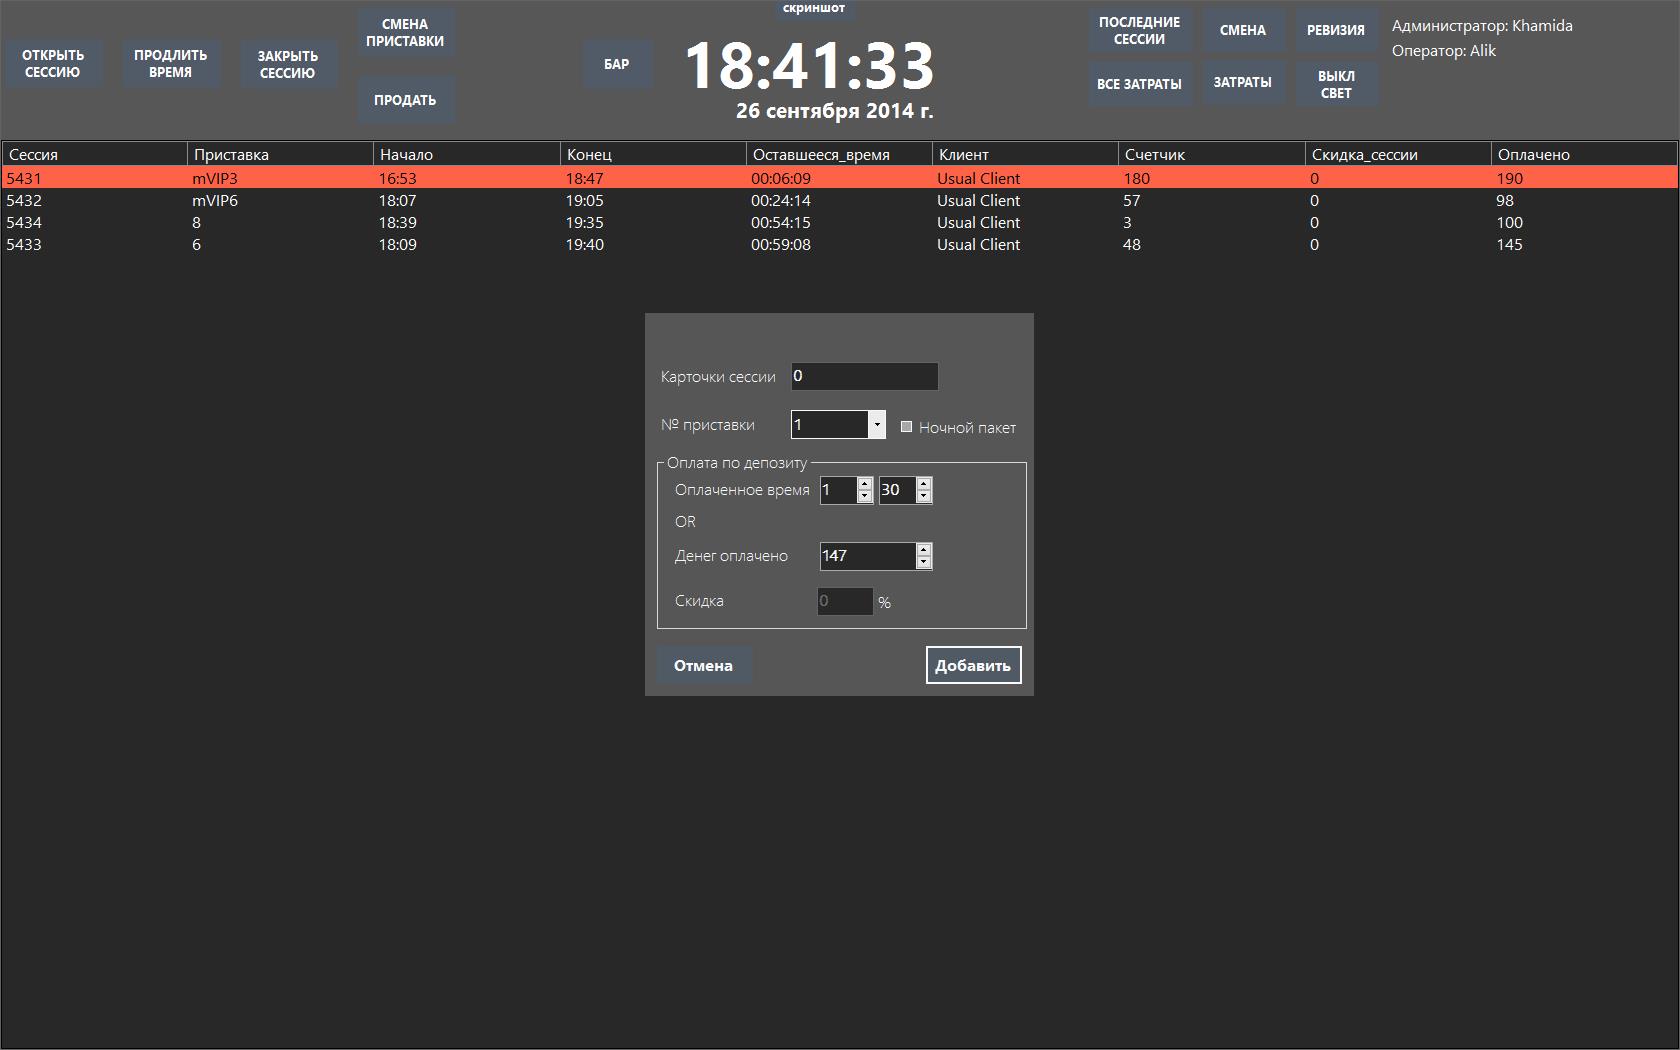 скриншот
ОТКРЫТЬ
СЕССИЮ
ПРОДЛИТЬ
ВРЕМЯ
ЗАКРЫТЬ
СЕССИЮ
СМЕНА
ПРИСТАВКИ
ПРОДАТЬ
БАР
18:41:33
26 сентября 2014 г.
ПОСЛЕДНИЕ
СЕССИИ
СМЕНА
РЕВИЗИЯ
ВСЕ ЗАТРАТЫ
ЗАТРАТЫ
ВЫКЛ
СВЕТ
Администратор: Khamida
Оператор: Alik
Сессия Приставка Начало Конец Оставшееся_время Клиент Счетчик Скидка_сессии Оплачено
5431 mVIP3 16:53 18:47 00:06:09 Usual Client 180 0 190
5432 mVIP6 18:07 19:05 00:24:14 Usual Client 57 0 98
5434 8 18:39 19:35 00:54:15 Usual Client 3 0 100
5433 6 18:09 19:40 00:59:08 Usual Client 48 0 145
Карточки сессии 0
№ приставки 1 Ночной пакет
Оплата по депозиту
Оплаченное время 1 30
OR
Денег оплачено 147
Скидка 0 %
Отмена Добавить